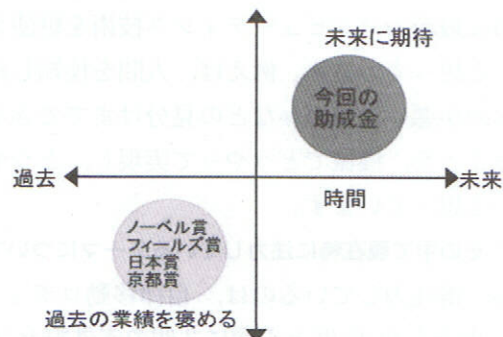 未来に期待
今回の
助成金
過去
未来
時間
ノーベル賞
フィールズ賞
日本賞
京都賞
過去の業績を褒める